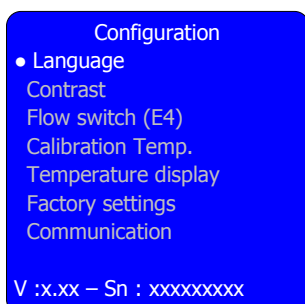 Configuration
● Language
Contrast
Flow switch (E4)
Calibration Temp.
Temperature display
Factory settings
Communication
V :x.xx – Sn : xxxxxxxxx